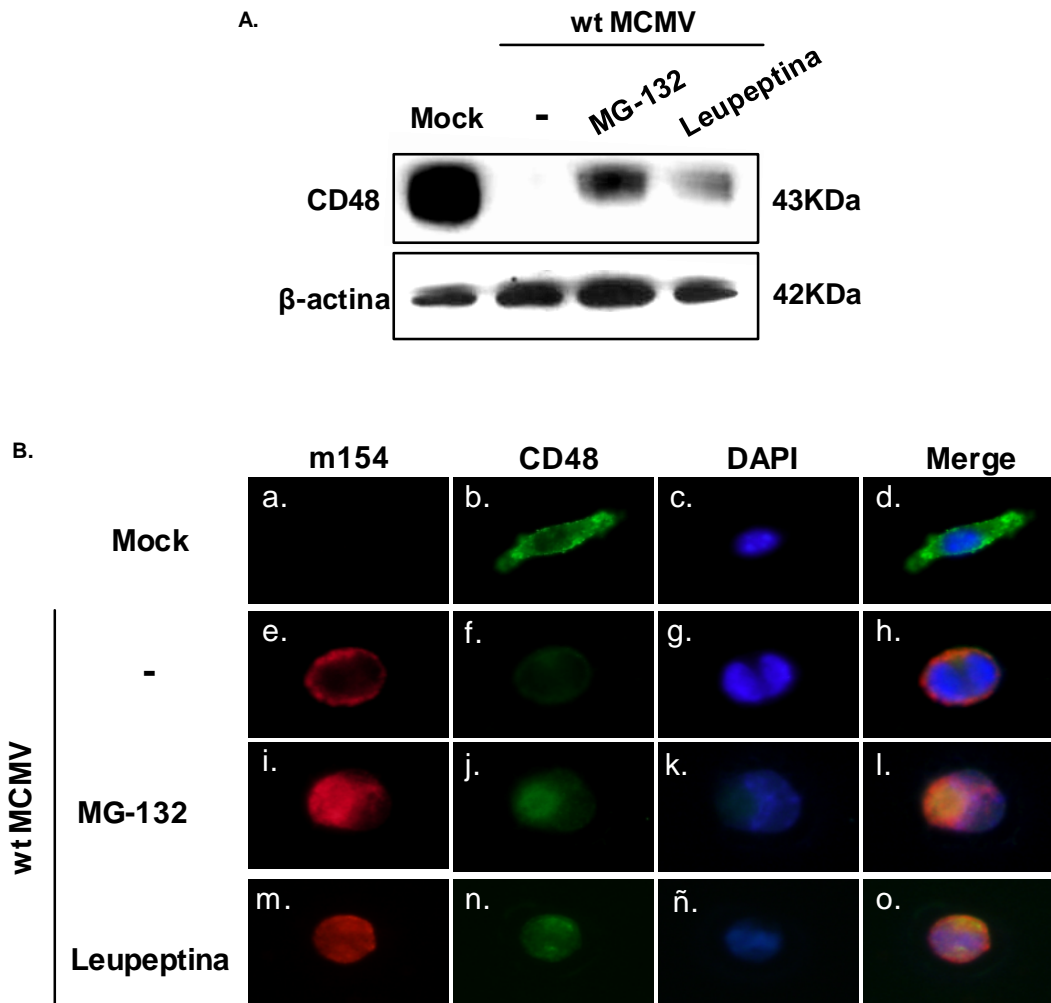 A.
wt MCMV
Mock - MG-132 Leupeptina
CD48 43KDa
β-actina 42KDa
B.
m154 CD48 DAPI Merge
Mock a. b. c. d.
- e. f. g. h.
wt MCMV
MG-132 i. j. k. l.
Leupeptina m. n. ñ. o.